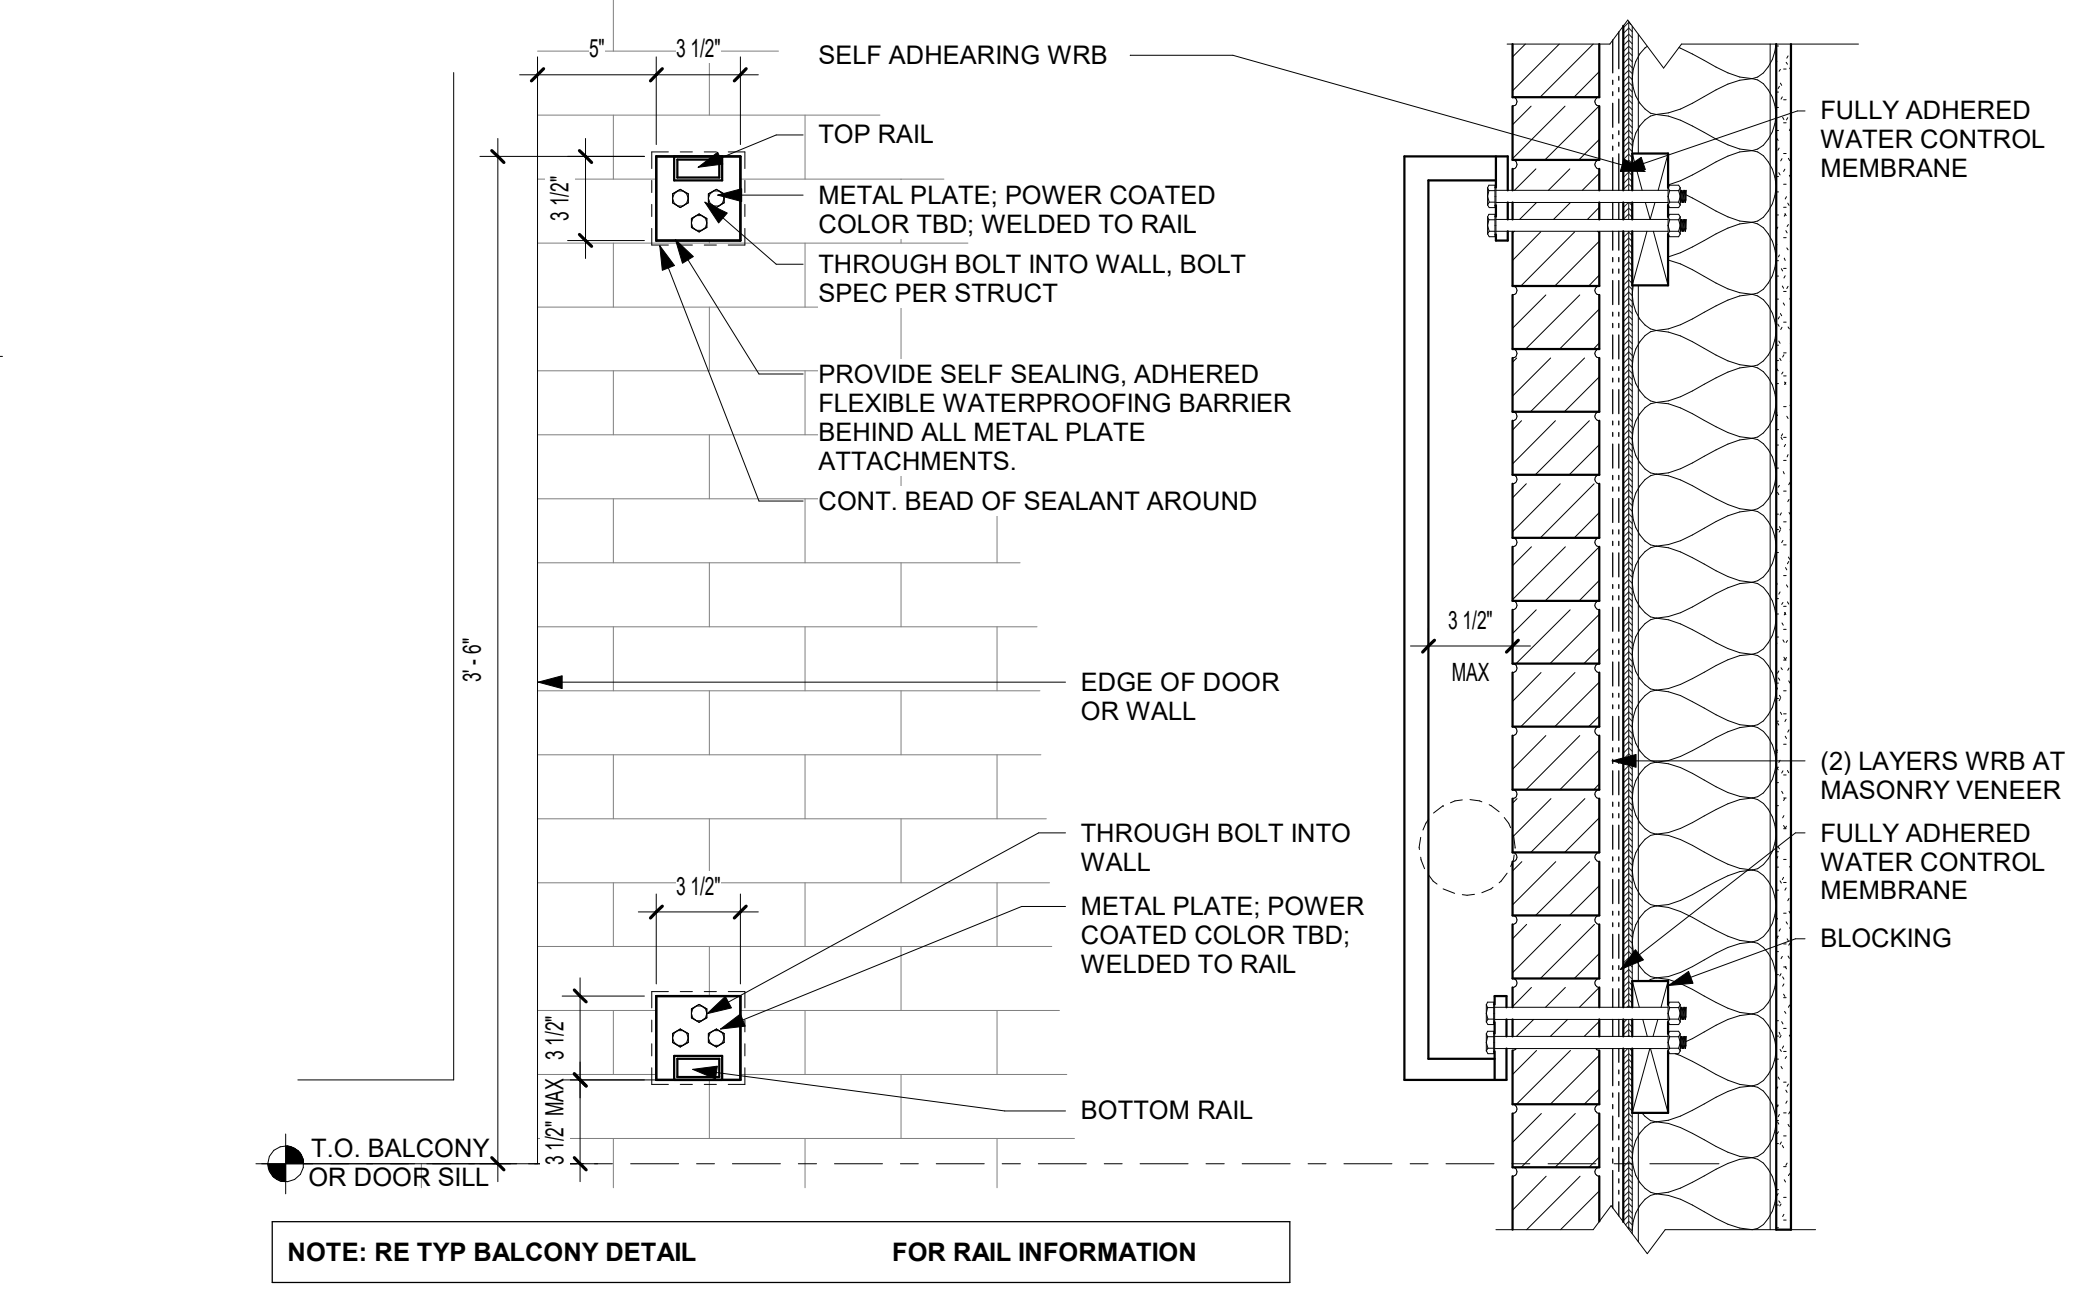 5"
3 1/2"
SELF ADHEARING WRB
TOP RAIL
3 1/2"
METAL PLATE; POWER COATED
COLOR TBD; WELDED TO RAIL
THROUGH BOLT INTO WALL, BOLT
SPEC PER STRUCT
PROVIDE SELF SEALING, ADHERED
FLEXIBLE WATERPROOFING BARRIER
BEHIND ALL METAL PLATE
ATTACHMENTS.
CONT. BEAD OF SEALANT AROUND
3' - 6"
EDGE OF DOOR
OR WALL
THROUGH BOLT INTO
WALL
3 1/2"
METAL PLATE; POWER
COATED COLOR TBD;
WELDED TO RAIL
3 1/2"
3 1/2" MAX
BOTTOM RAIL
T.O. BALCONY
OR DOOR SILL
FULLY ADHERED
WATER CONTROL
MEMBRANE
3 1/2"
MAX
(2) LAYERS WRB AT
MASONRY VENEER
FULLY ADHERED
WATER CONTROL
MEMBRANE
BLOCKING
NOTE: RE TYP BALCONY DETAIL FOR RAIL INFORMATION